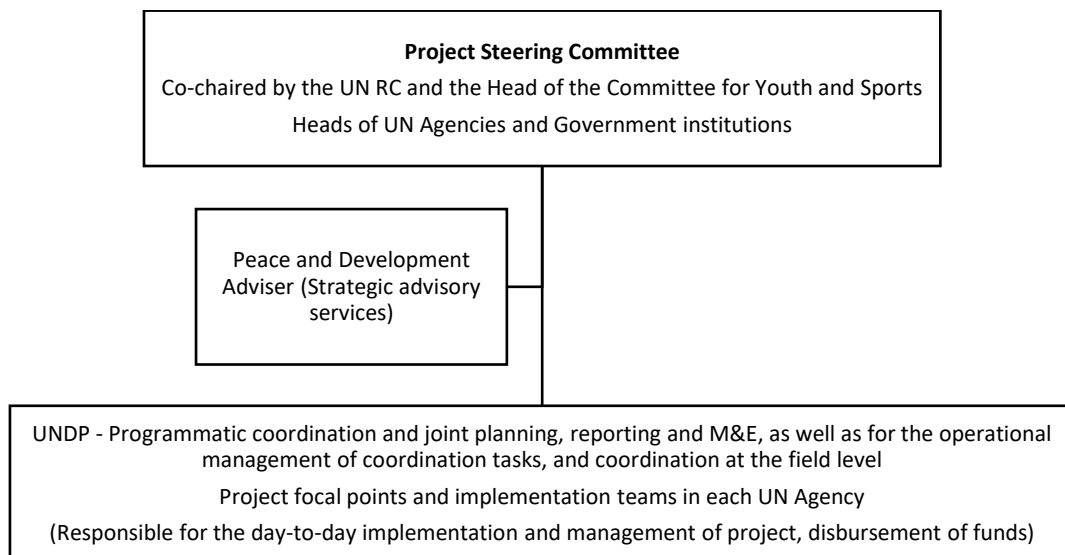 Project Steering Committee
Co-chaired by the UN RC and the Head of the Committee for Youth and Sports
Heads of UN Agencies and Government institutions
Peace and Development
Adviser (Strategic advisory
services)
UNDP - Programmatic coordination and joint planning, reporting and M&E, as well as for the operational
management of coordination tasks, and coordination at the field level
Project focal points and implementation teams in each UN Agency
(Responsible for the day-to-day implementation and management of project, disbursement of funds)